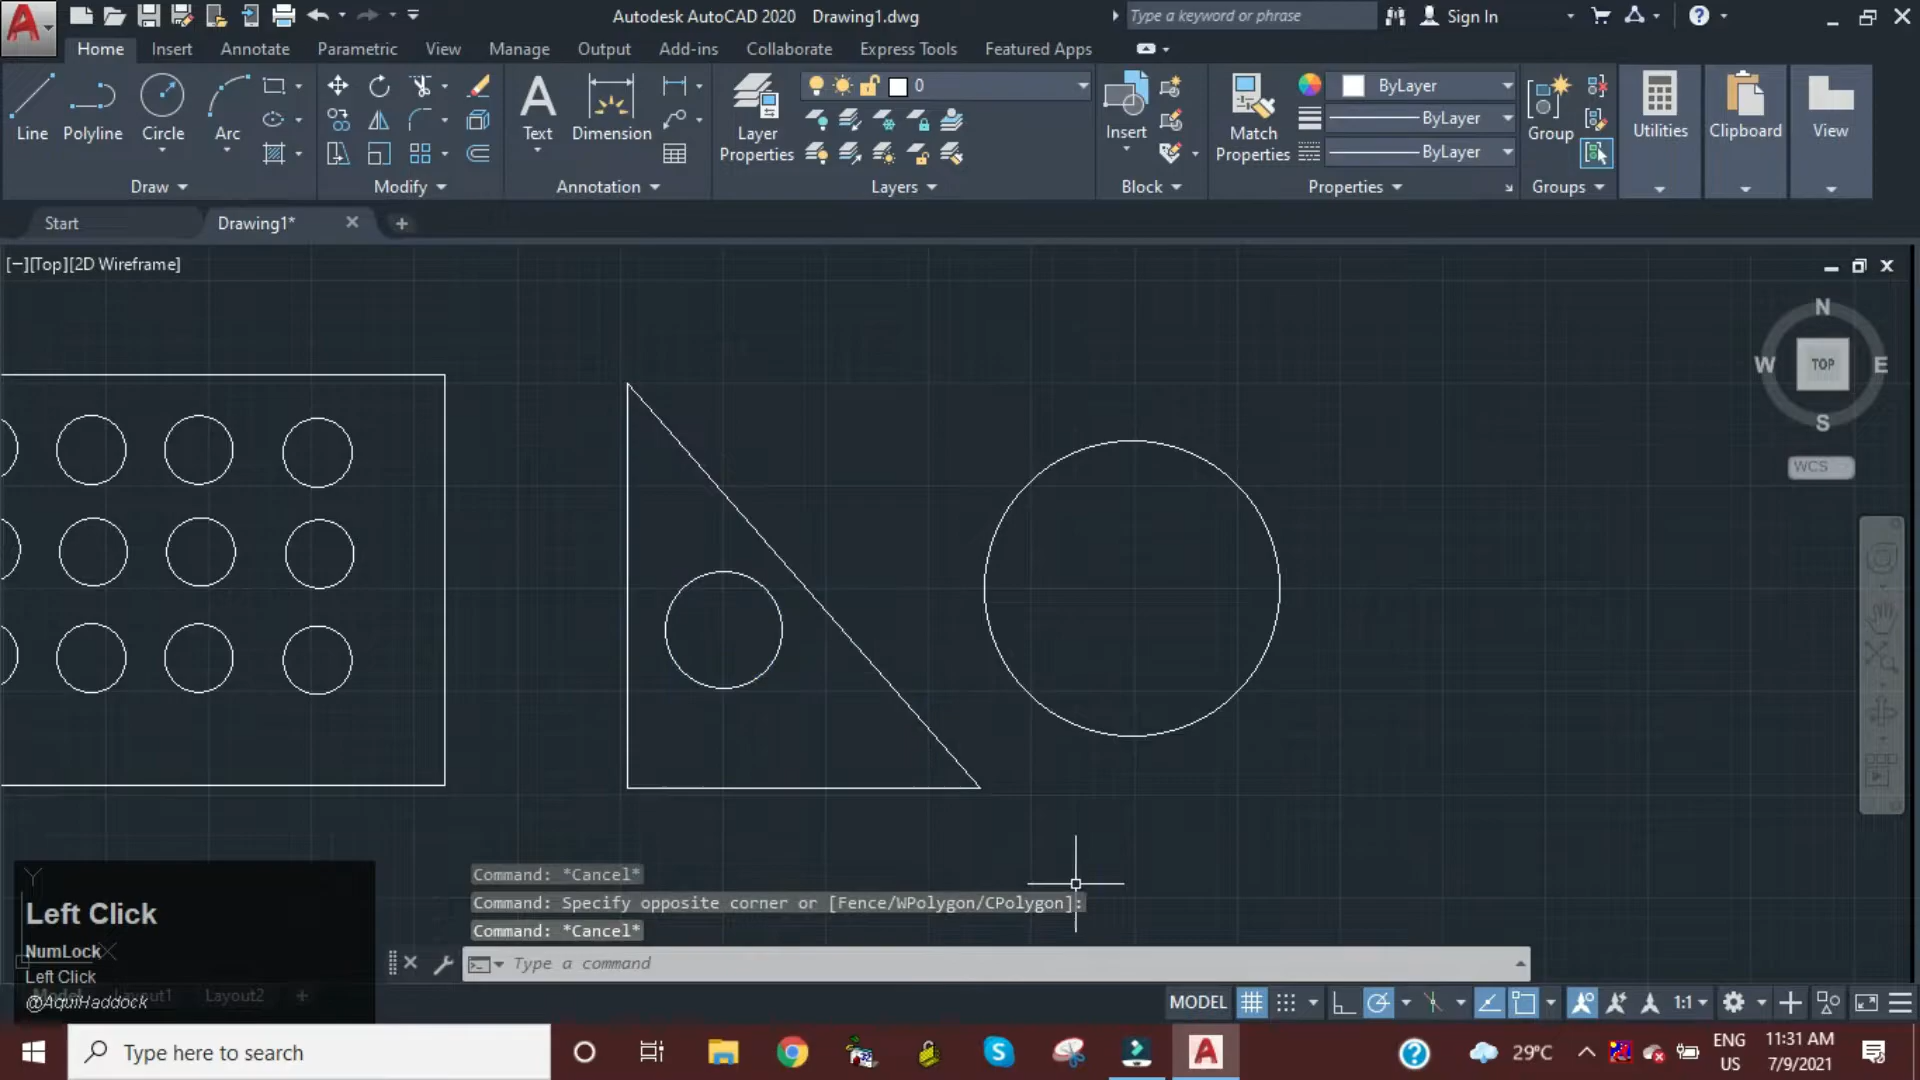 Autodesk AutoCAD 2020 Drawing1.dwg
Type a keyword or phrase
Sign In
Home Insert Annotate Parametric View Manage Output Add-ins Collaborate Express Tools Featured Apps
Line Polyline Circle Arc
Text Dimension
Layer Properties
0
Insert
Match Properties
ByLayer
ByLayer
ByLayer
Group
Utilities
Clipboard
View
Draw Modify Annotation Layers Block Properties Groups
Start Drawing1*
[−][Top][2D Wireframe]
N
W TOP E
S
WCS
Y
Left Click
NumLock
X
Left Click
@AquiHaddock
Model Layout1 Layout2
Command: *Cancel*
Command: Specify opposite corner or [Fence/WPolygon/CPolygon]:
Command: *Cancel*
Type a command
MODEL 1:1
Type here to search
29°C
ENG
US
11:31 AM
7/9/2021